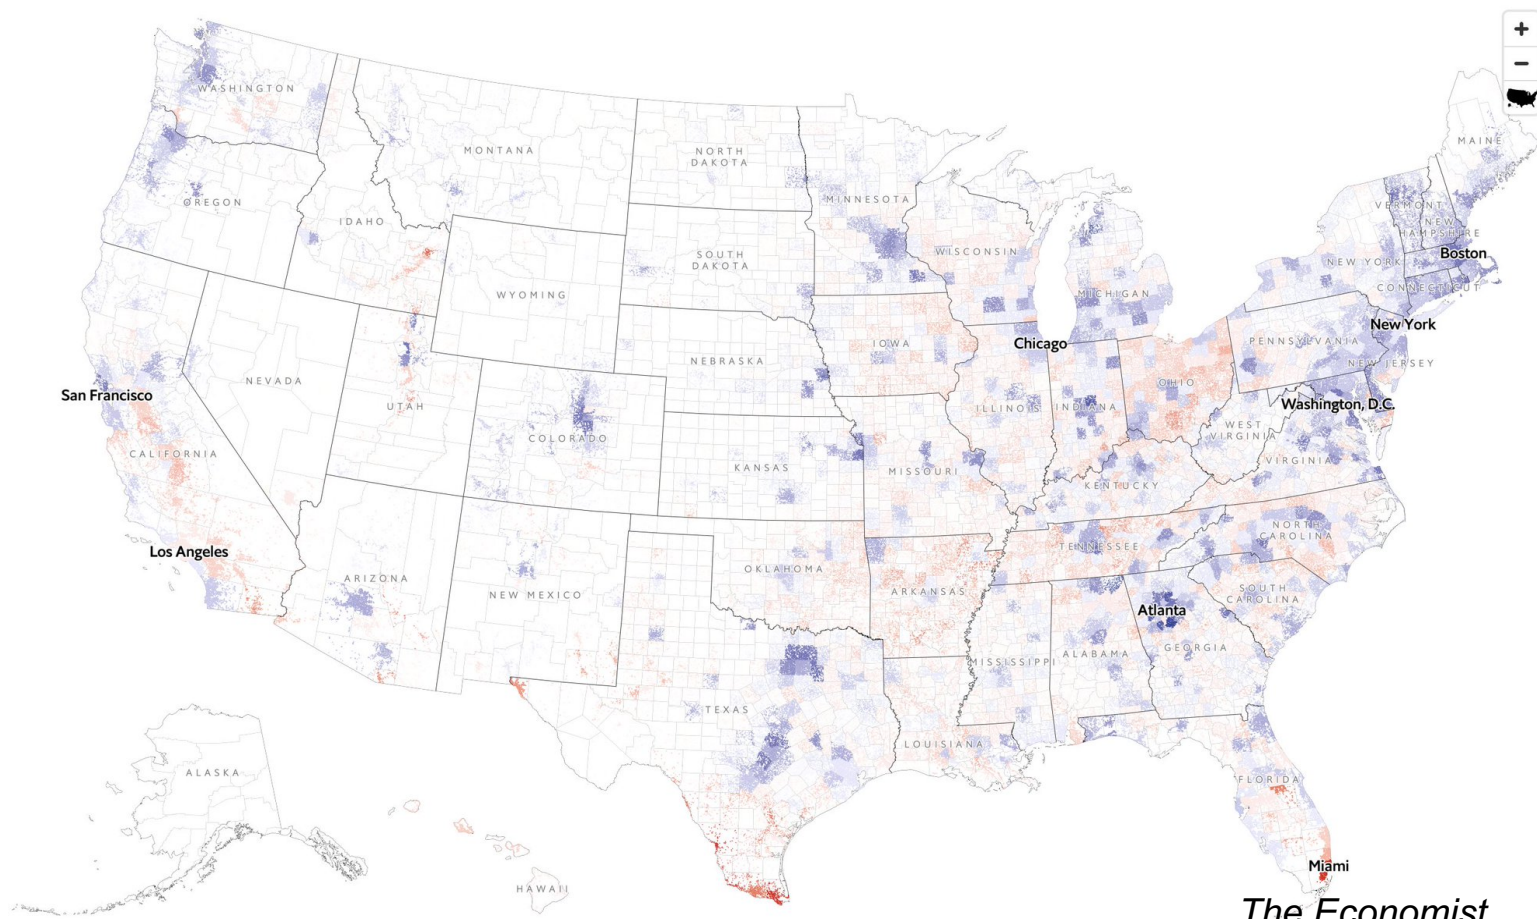 +
−
WASHINGTON
MONTANA
NORTH
DAKOTA
MINNESOTA
MAINE
OREGON
IDAHO
VERMONT
NEW
HAMPSHIRE
WISCONSIN
Boston
NEW YORK
SOUTH
DAKOTA
WYOMING
MICHIGAN
CONNECTICUT
New York
Chicago
IOWA
PENNSYLVANIA
NEW JERSEY
NEBRASKA
NEVADA
OHIO
San Francisco
UTAH
ILLINOIS
INDIANA
Washington, D.C.
COLORADO
WEST
VIRGINIA
CALIFORNIA
KANSAS
MISSOURI
VIRGINIA
KENTUCKY
NORTH
CAROLINA
Los Angeles
TENNESSEE
OKLAHOMA
ARIZONA
NEW MEXICO
ARKANSAS
SOUTH
CAROLINA
Atlanta
MISSISSIPPI
ALABAMA
GEORGIA
TEXAS
LOUISIANA
ALASKA
FLORIDA
Miami
HAWAII
The Economist